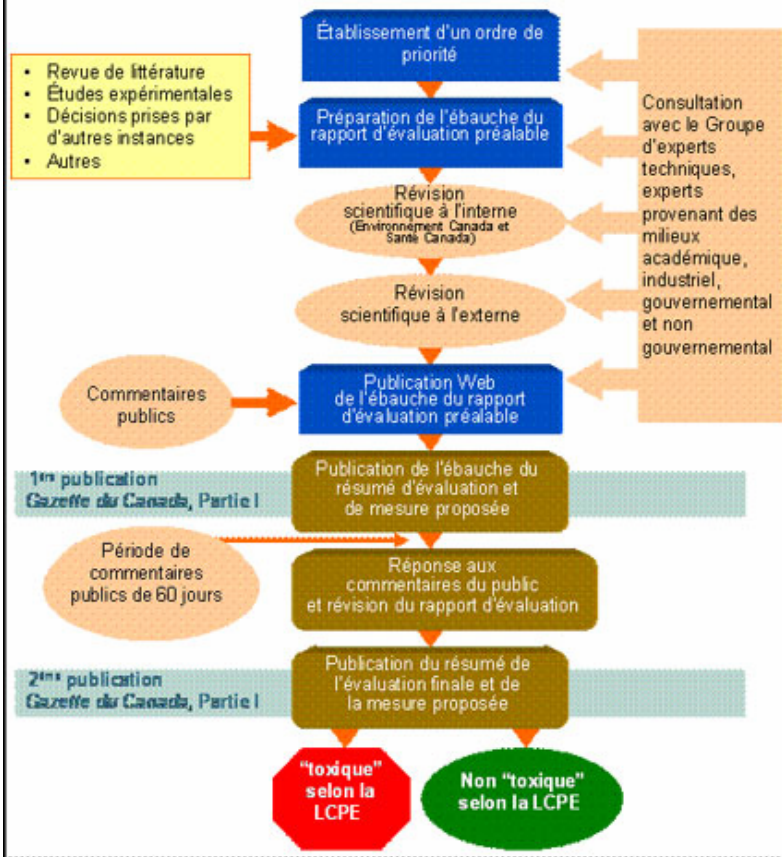 Établissement d'un ordre de
priorité
• Revue de littérature
• Études expérimentales
• Décisions prises par
d'autres instances
• Autres
Préparation de l'ébauche du
rapport d'évaluation préalable
Consultation
avec le Groupe
d'experts
techniques,
experts
provenant des
milieux
académique,
industriel,
gouvernemental
et non
gouvernemental
Révision
scientifique à l'interne
(Environnement Canada et
Santé Canada)
Révision
scientifique à l'externe
Commentaires
publics
Publication Web
de l'ébauche du rapport
d'évaluation préalable
1ère publication
Gazette du Canada, Partie I
Publication de l'ébauche du
résumé d'évaluation et
de mesure proposée
Période de
commentaires
publics de 60 jours
Réponse aux
commentaires du public
et révision du rapport d'évaluation
2ème publication
Gazette du Canada, Partie I
Publication du résumé de
l'évaluation finale et de
la mesure proposée
"toxique"
selon la
LCPE
Non "toxique"
selon la LCPE